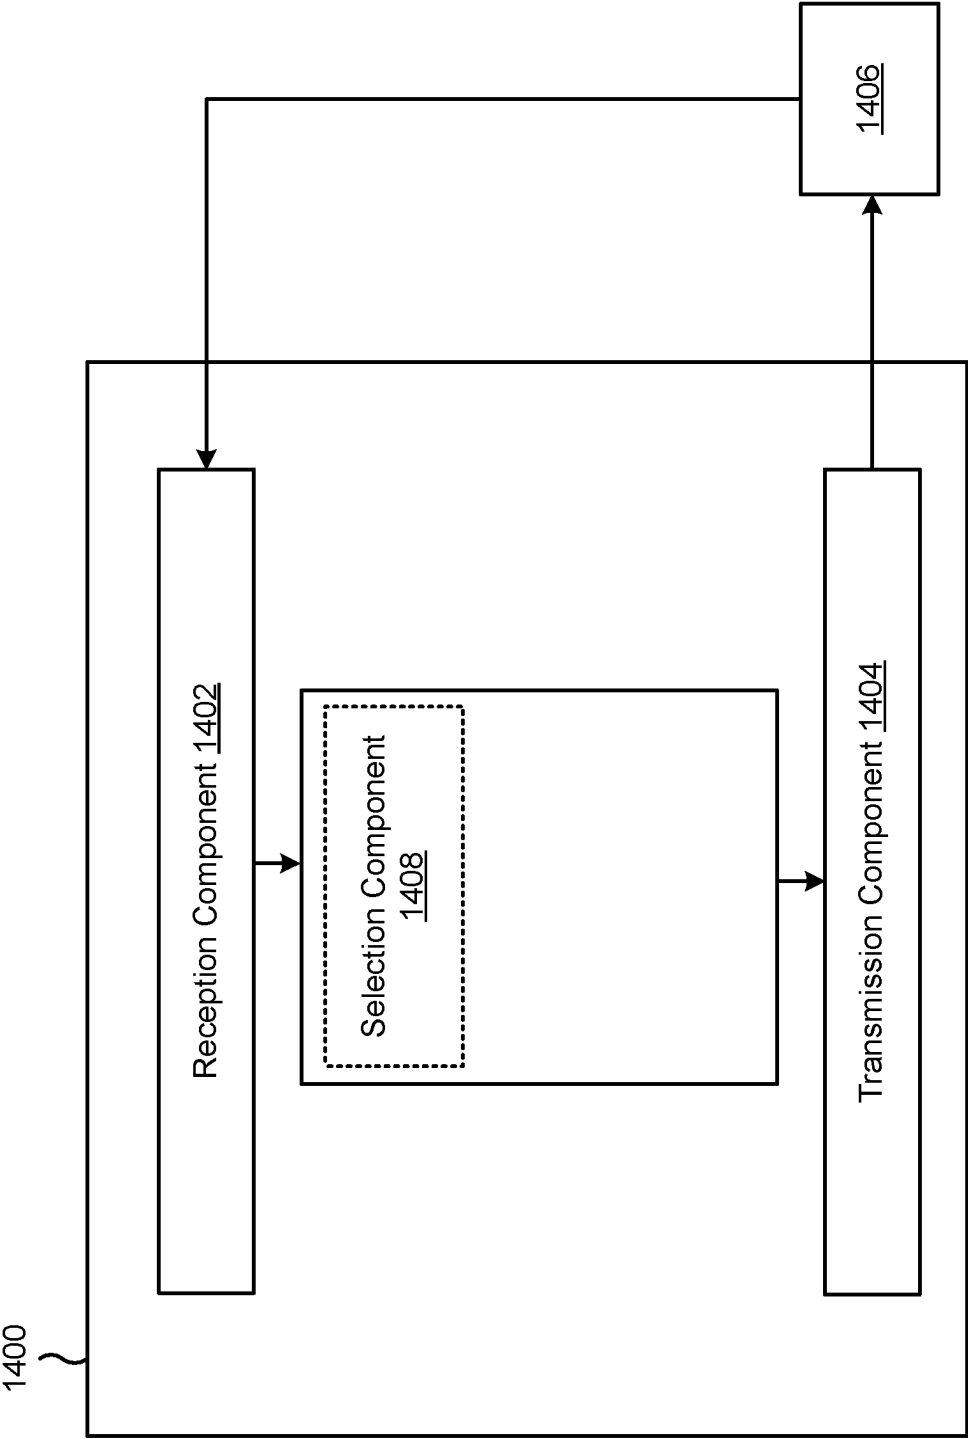 1400
Reception Component 1402
Selection Component
1408
Transmission Component 1404
1406